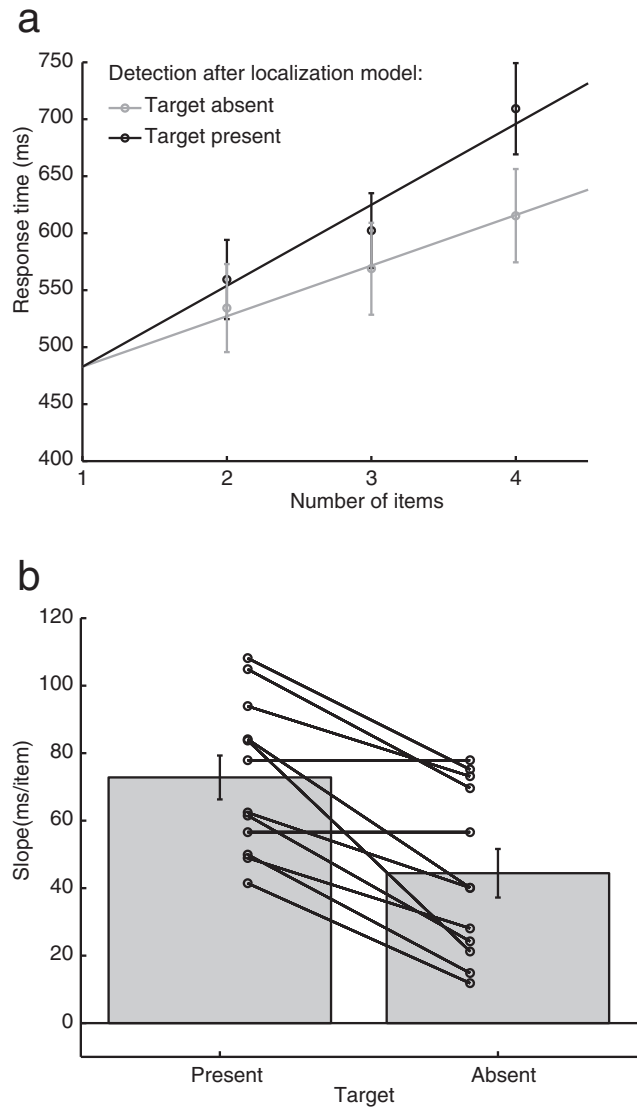 a
750
700
650
600
550
500
450
400
Response time (ms)
Detection after localization model:
Target absent
Target present
1
2
3
4
Number of items
b
120
100
80
60
40
20
0
Slope(ms/item)
Present
Absent
Target